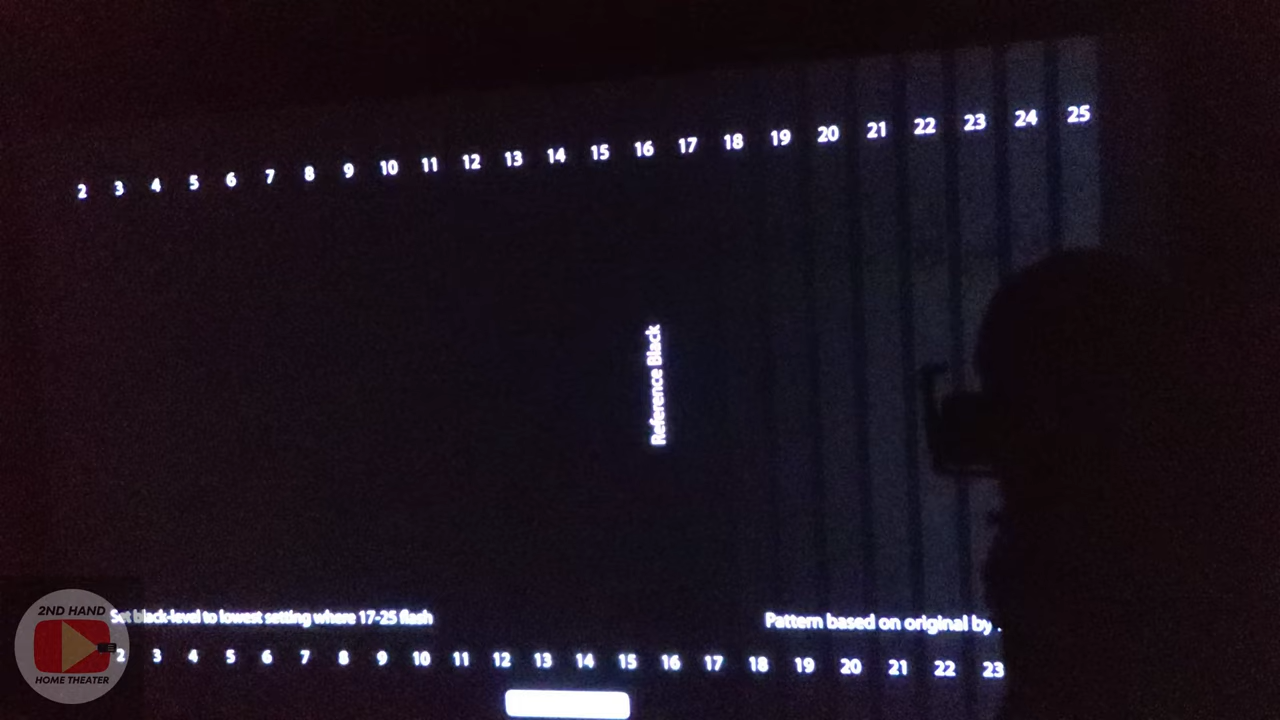 2 3 4 5 6 7 8 9 10 11 12 13 14 15 16 17 18 19 20 21 22 23 24 25
Reference Black
Set black-level to lowest setting where 17-25 flash
Pattern based on original by .
2 3 4 5 6 7 8 9 10 11 12 13 14 15 16 17 18 19 20 21 22 23
2ND HAND
HOME THEATER